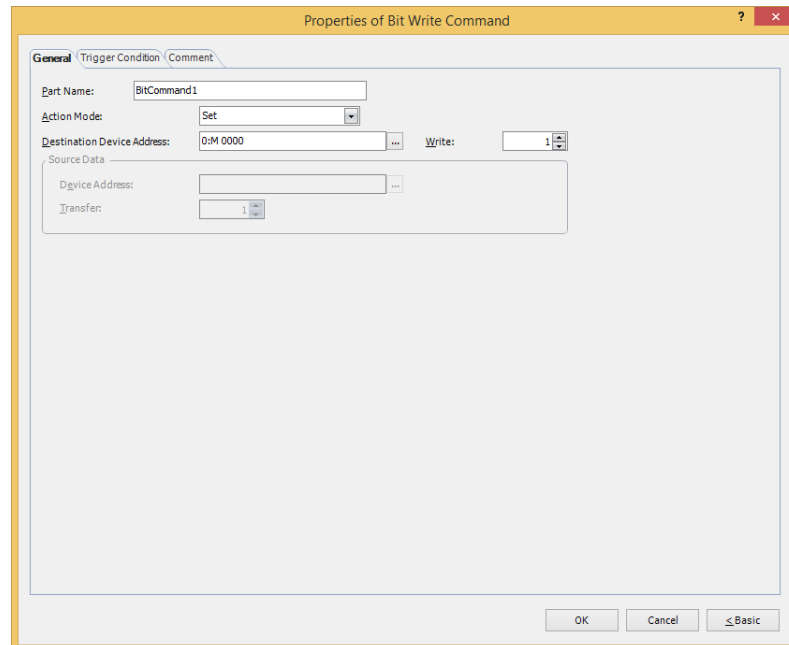 Properties of Bit Write Command ? ×
General Trigger Condition Comment
Part Name: BitCommand1
Action Mode: Set
Destination Device Address: 0:M 0000 ... Write: 1
Source Data
Device Address: ...
Transfer: 1
OK Cancel < Basic